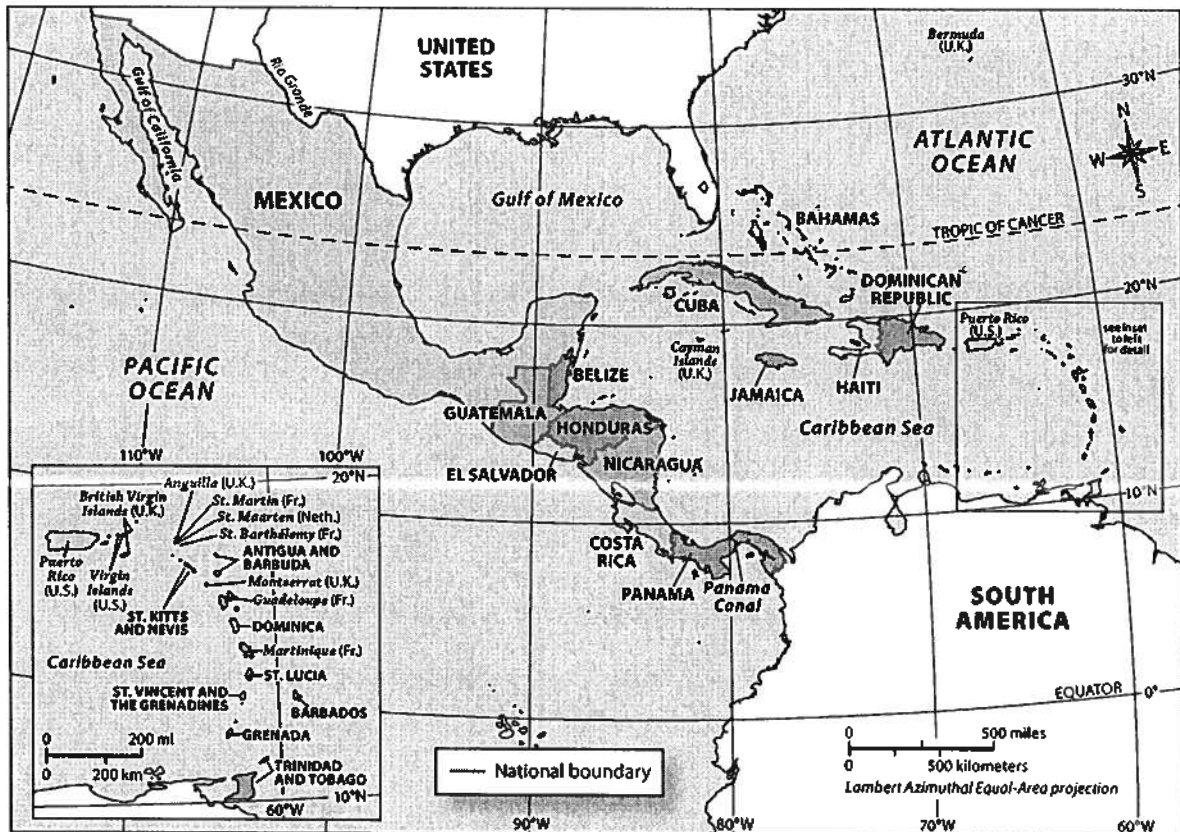 UNITED
STATES
Bermuda
(U.K.)
30°N
Rio Grande
Gulf of California
ATLANTIC
OCEAN
N
W
E
S
MEXICO
Gulf of Mexico
BAHAMAS
TROPIC OF CANCER
DOMINICAN
REPUBLIC
20°N
CUBA
Puerto Rico
(U.S.)
see inset
to left
for detail
Cayman
Islands
(U.K.)
PACIFIC
OCEAN
BELIZE
JAMAICA
HAITI
GUATEMALA
HONDURAS
Caribbean Sea
EL SALVADOR
NICARAGUA
110°W
100°W
10°N
COSTA
RICA
PANAMA
Panama
Canal
SOUTH
AMERICA
EQUATOR
0°
20°N
Anguilla (U.K.)
British Virgin
Islands (U.K.)
St. Martin (Fr.)
St. Maarten (Neth.)
St. Barthélemy (Fr.)
ANTIGUA AND
BARBUDA
Puerto
Rico
(U.S.)
Virgin
Islands
(U.S.)
Montserrat (U.K.)
Guadeloupe (Fr.)
ST. KITTS
AND NEVIS
DOMINICA
Caribbean Sea
Martinique (Fr.)
ST. LUCIA
ST. VINCENT AND
THE GRENADINES
BARBADOS
GRENADA
0 200 mi
0 200 km
TRINIDAD
AND TOBAGO
10°N
60°W
National boundary
0 500 miles
0 500 kilometers
Lambert Azimuthal Equal-Area projection
90°W
80°W
70°W
60°W